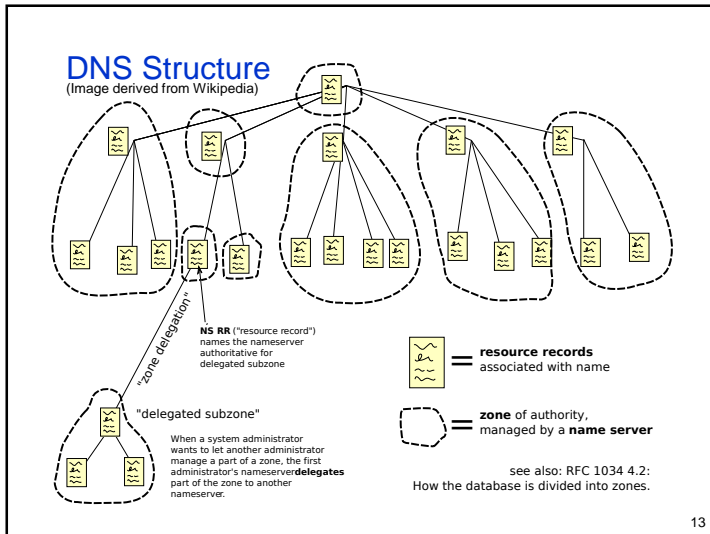 DNS Structure
(Image derived from Wikipedia)
NS RR ("resource record")
names the nameserver
authoritative for
delegated subzone
"zone delegation"
= resource records
associated with name
"delegated subzone"
When a system administrator
wants to let another administrator
manage a part of a zone, the first
administrator's nameserverdelegates
part of the zone to another
nameserver.
= zone of authority,
managed by a name server
see also: RFC 1034 4.2:
How the database is divided into zones.
13